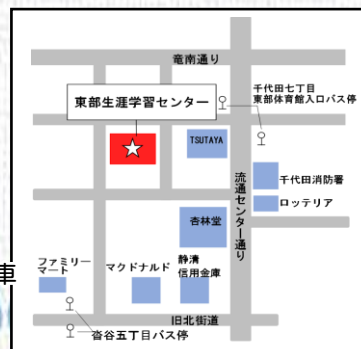 竜南通り
千代田七丁目
東部体育館入口バス停
東部生涯学習センター
TSUTAYA
流通センター通り
千代田消防署
ロッテリア
杏林堂
静清
信用金庫
マクドナルド
ファミリー
マート
車
旧北街道
沓谷五丁目バス停